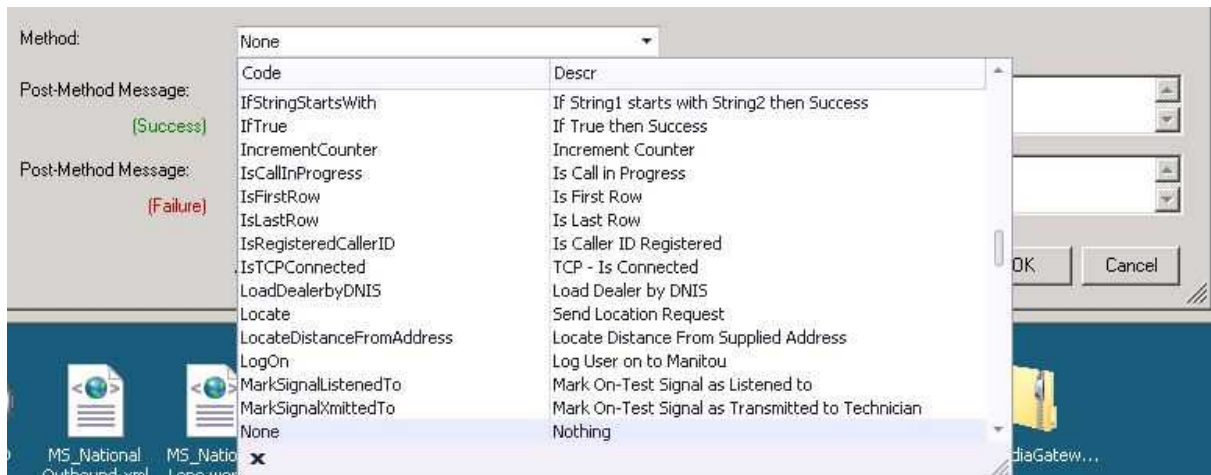 Method:
None
Code Descr
Post-Method Message:
(Success)
IfStringStartsWith If String1 starts with String2 then Success
IfTrue If True then Success
IncrementCounter Increment Counter
Post-Method Message:
(Failure)
IsCallInProgress Is Call in Progress
IsFirstRow Is First Row
IsLastRow Is Last Row
IsRegisteredCallerID Is Caller ID Registered
IsTCPConnected TCP - Is Connected
LoadDealerbyDNIS Load Dealer by DNIS
Locate Send Location Request
LocateDistanceFromAddress Locate Distance From Supplied Address
LogOn Log User on to Manitou
MarkSignalListenedTo Mark On-Test Signal as Listened to
MarkSignalXmittedTo Mark On-Test Signal as Transmitted to Technician
None Nothing
OK Cancel
MS_National
Outbound.xml
MS_Natio
diaGatew...